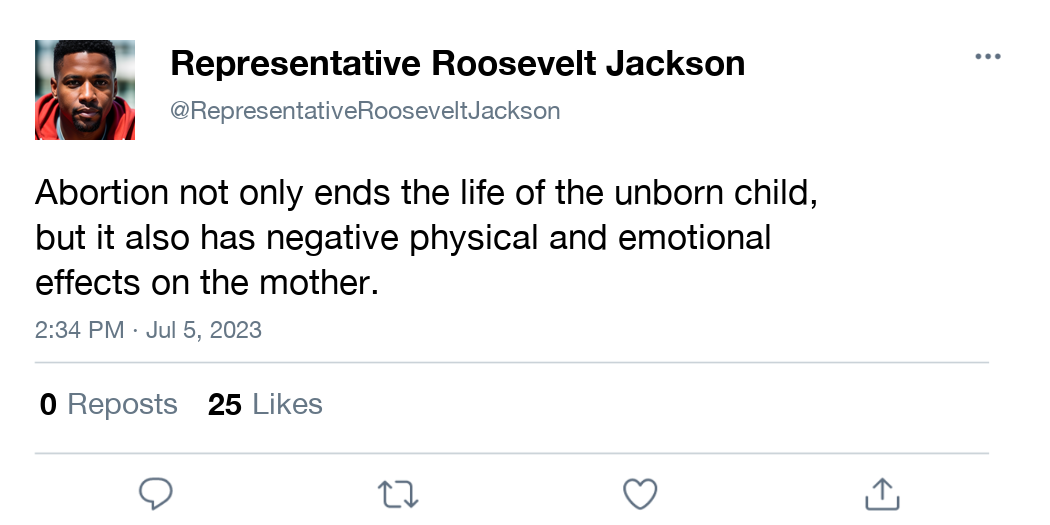 Representative Roosevelt Jackson
@RepresentativeRooseveltJackson
Abortion not only ends the life of the unborn child,
but it also has negative physical and emotional
effects on the mother.
2:34 PM · Jul 5, 2023
0 Reposts 25 Likes